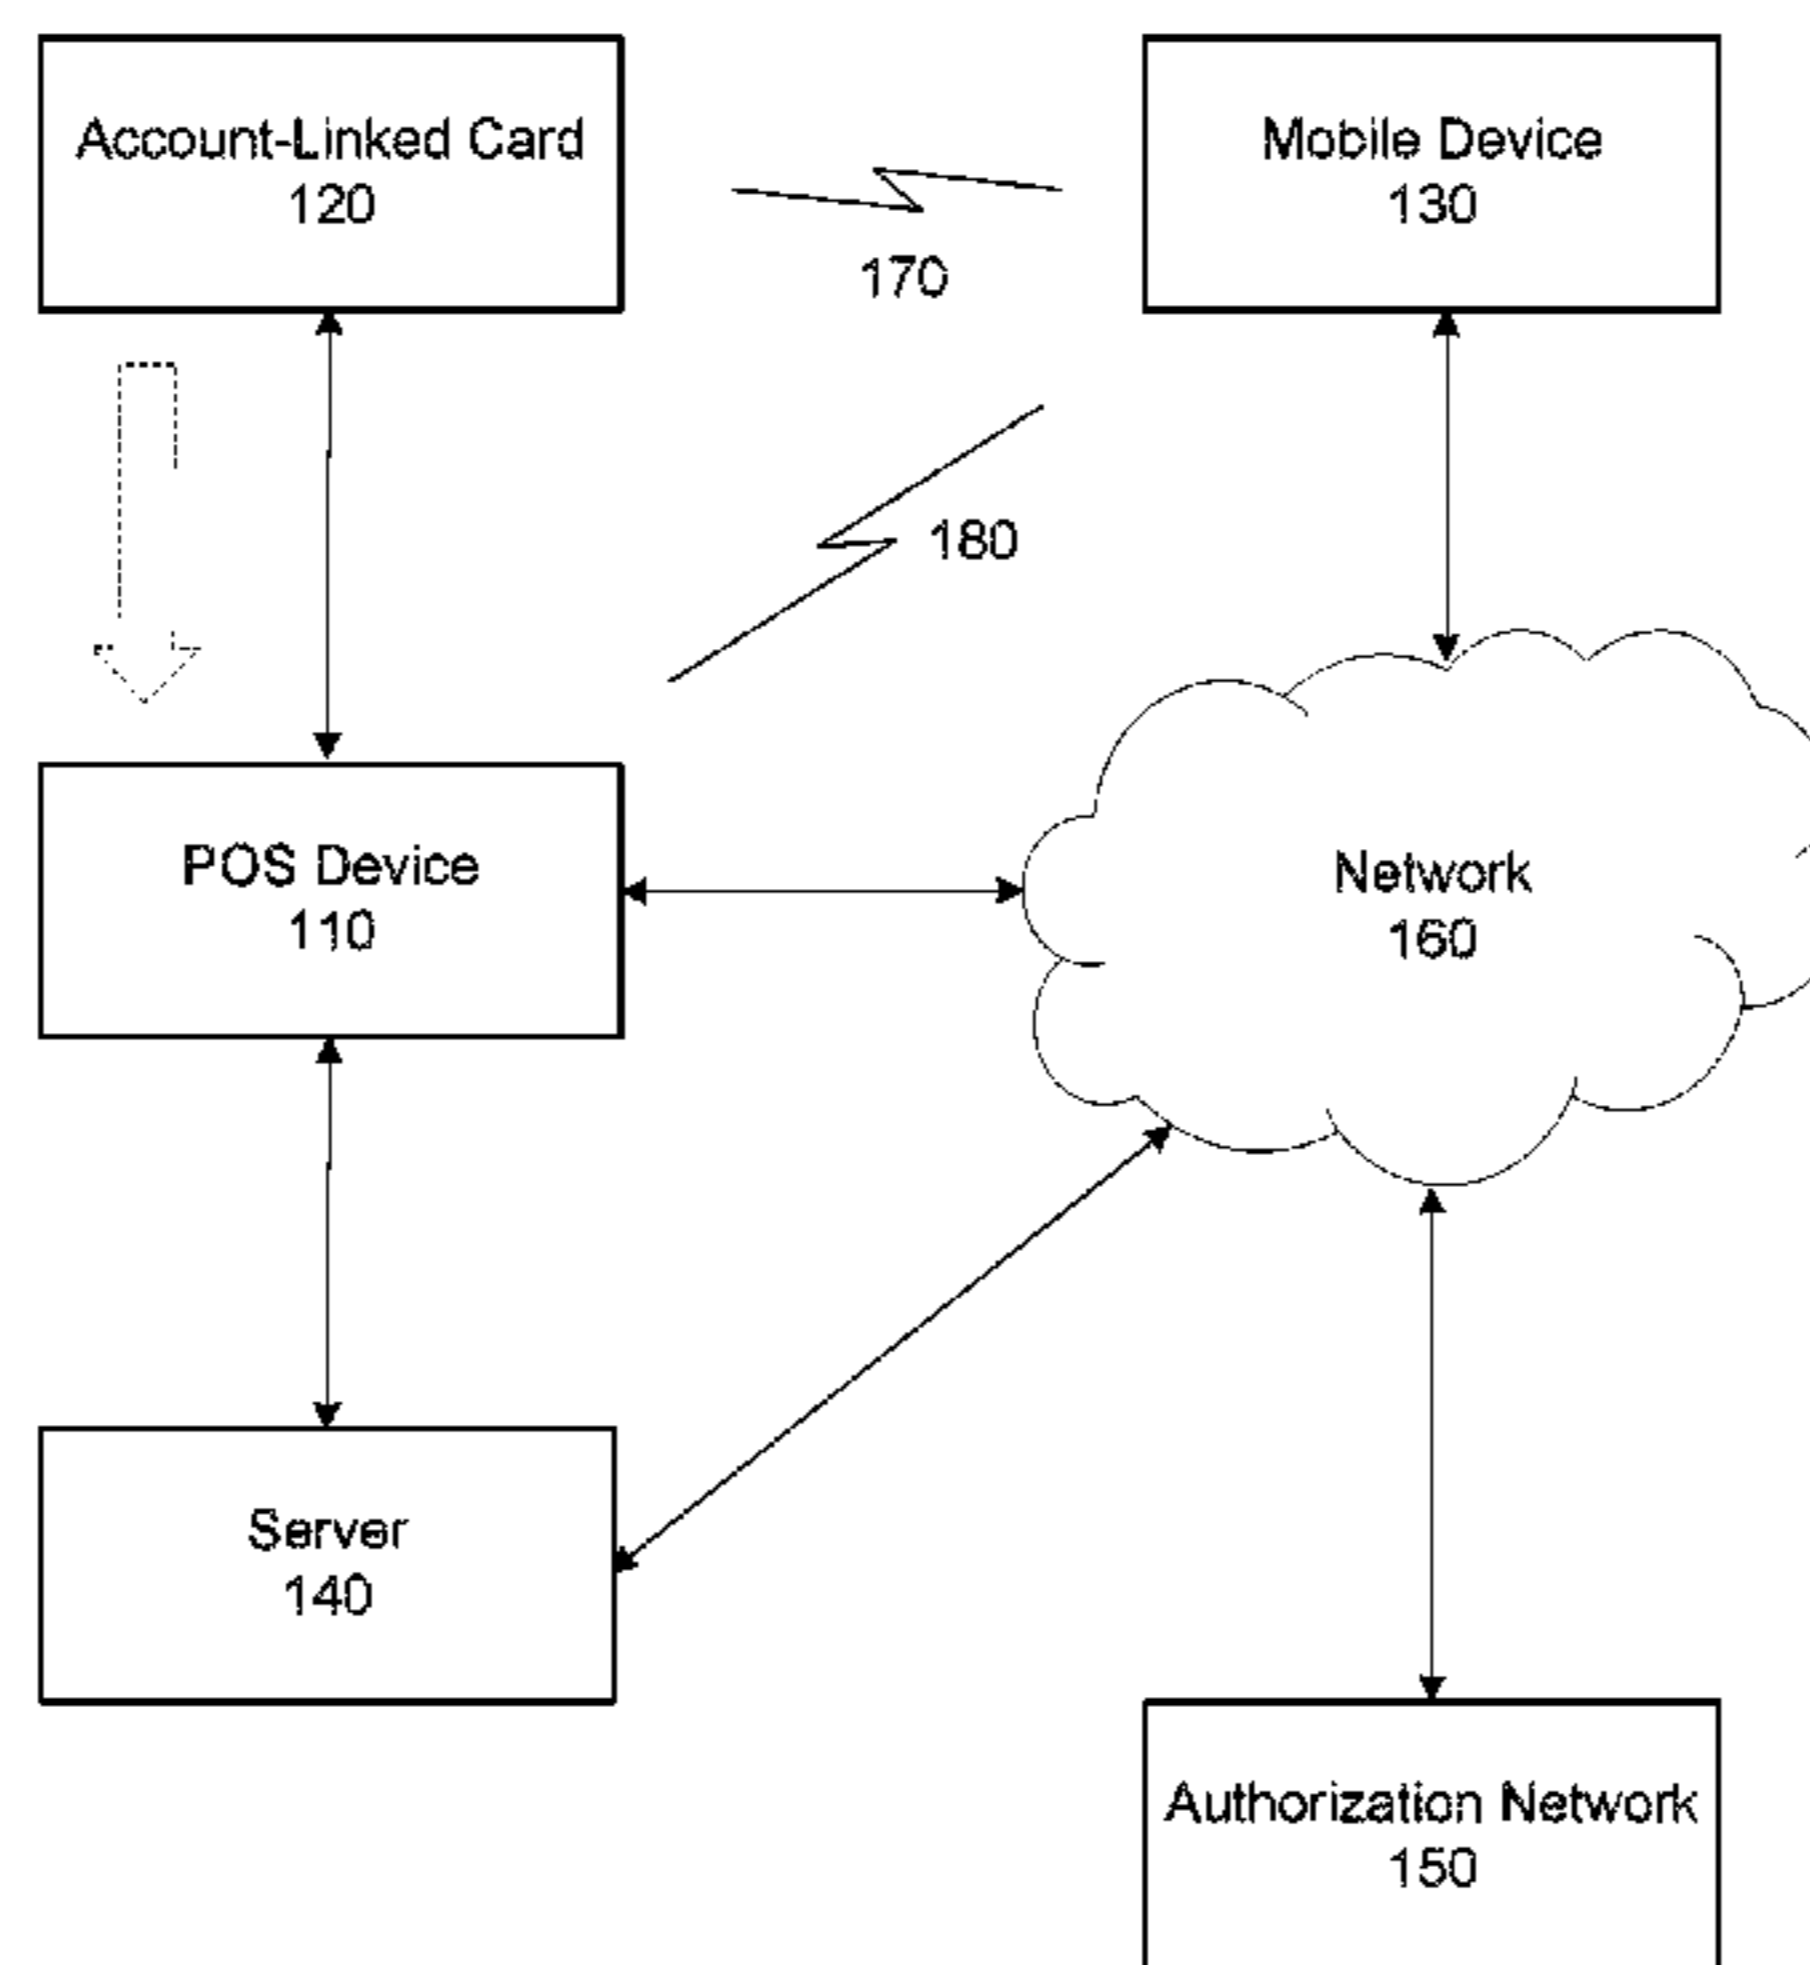 Account-Linked Card
120
Mobile Device
130
170
180
POS Device
110
Network
160
Server
140
Authorization Network
150